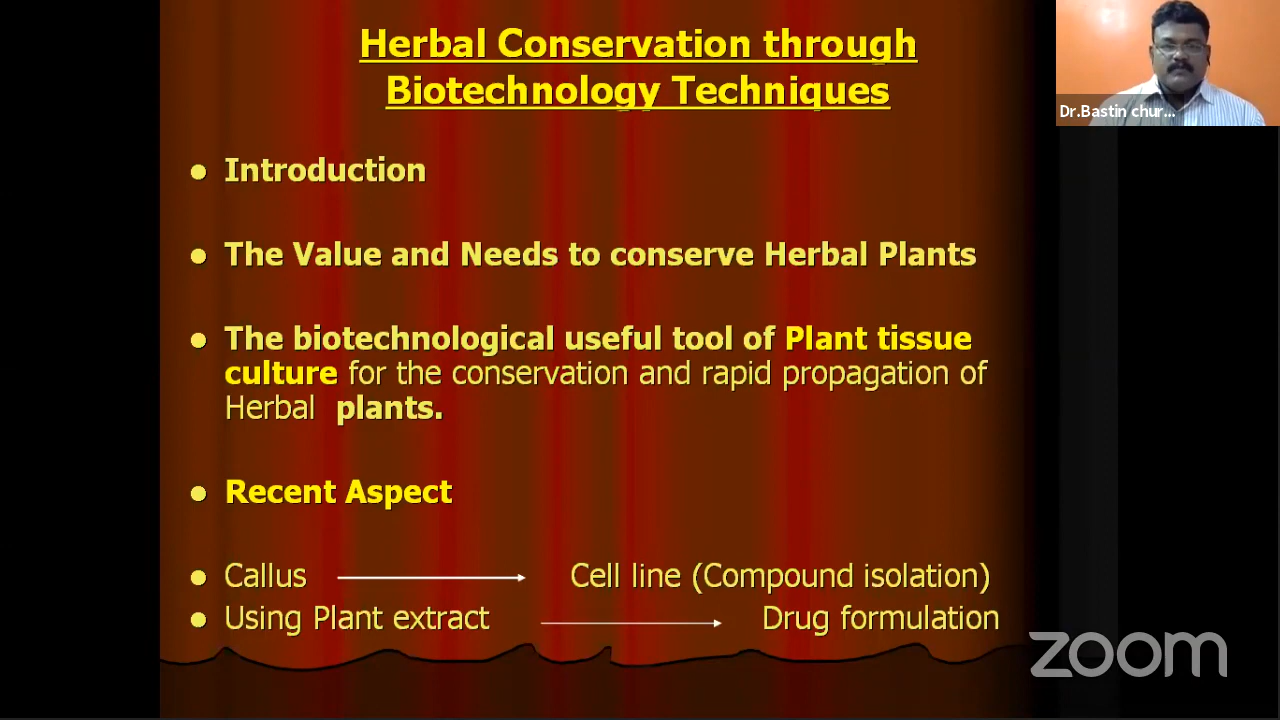 Herbal Conservation through
Biotechnology Techniques
Dr.Bastin chur...
Introduction
The Value and Needs to conserve Herbal Plants
The biotechnological useful tool of Plant tissue
culture for the conservation and rapid propagation of
Herbal plants.
Recent Aspect
Callus Cell line (Compound isolation)
Using Plant extract Drug formulation
zoom